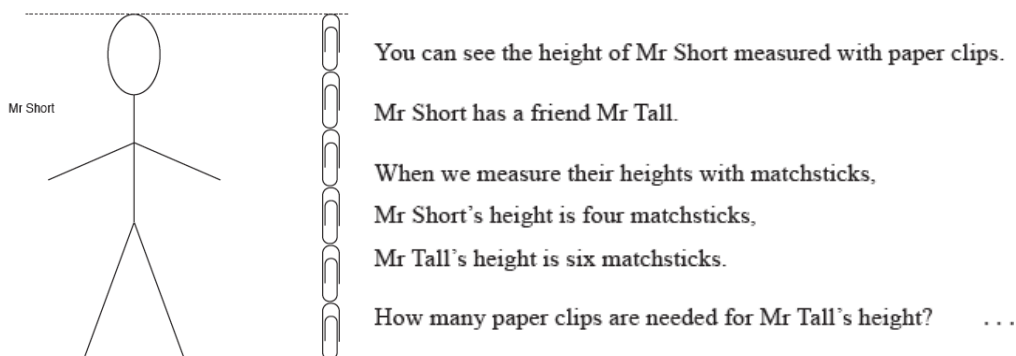 You can see the height of Mr Short measured with paper clips.
Mr Short
Mr Short has a friend Mr Tall.
When we measure their heights with matchsticks,
Mr Short’s height is four matchsticks,
Mr Tall’s height is six matchsticks.
How many paper clips are needed for Mr Tall’s height? . . .